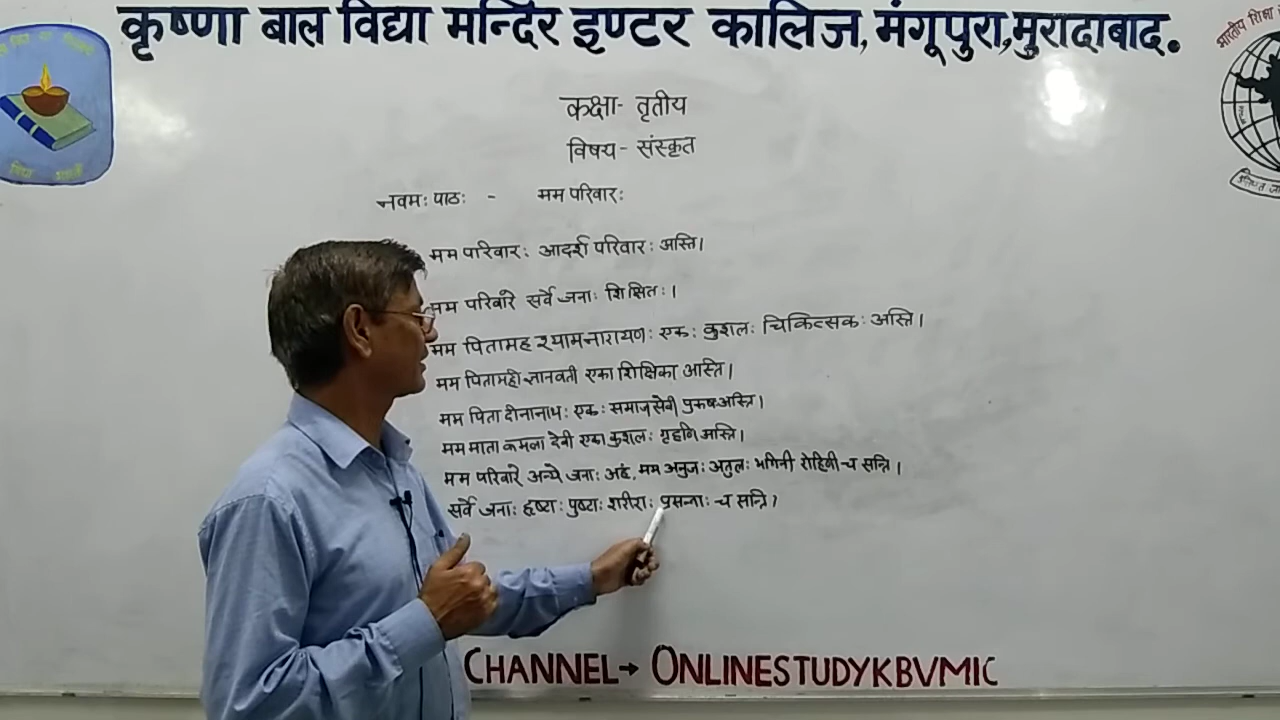 कृष्णा बाल विद्या मन्दिर इण्टर कालिज, मंगूपुरा,मुरादाबाद.
भारतीय शिक्षा
कक्षा- तृतीय
विषय- संस्कृत
नवम: पाठ: - मम परिवार:
मम परिवार: आदर्श परिवार: अस्ति।
मम परिवारे सर्वे जना: शिक्षित:।
मम पितामह श्यामनारायण: एक: कुशल: चिकित्सक: अस्ति।
मम पितामही ज्ञानवती एका शिक्षिका अस्ति।
मम पिता दीनानाथ: एक: समाजसेवी पुरुष अस्ति।
मम माता कमला देवी एका कुशल: गृहणि अस्ति।
मम परिवारे अन्ये जना: अहं, मम अनुज: अतुल: भगिनी रोहिणी च सन्ति।
सर्वे जना: हृष्टा: पुष्टा: शरीरा: प्रसन्ना: च सन्ति?
CHANNEL→ ONLINESTUDYKBVMIC